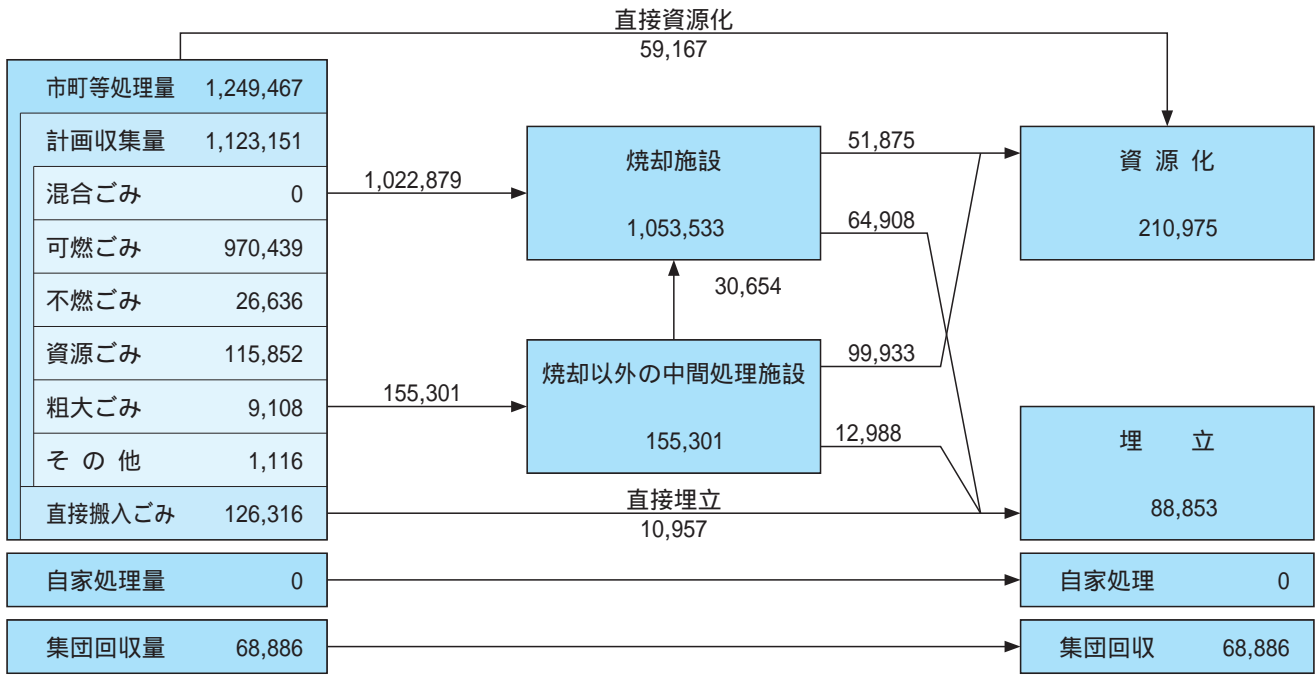 直接資源化
59,167
市町等処理量 1,249,467
計画収集量 1,123,151
混合ごみ 0
可燃ごみ 970,439
不燃ごみ 26,636
資源ごみ 115,852
粗大ごみ 9,108
そ の 他 1,116
直接搬入ごみ 126,316
自家処理量 0
集団回収量 68,886
1,022,879
155,301
直接埋立
10,957
焼却施設
1,053,533
30,654
焼却以外の中間処理施設
155,301
51,875
64,908
99,933
12,988
資 源 化
210,975
埋 立
88,853
自家処理 0
集団回収 68,886